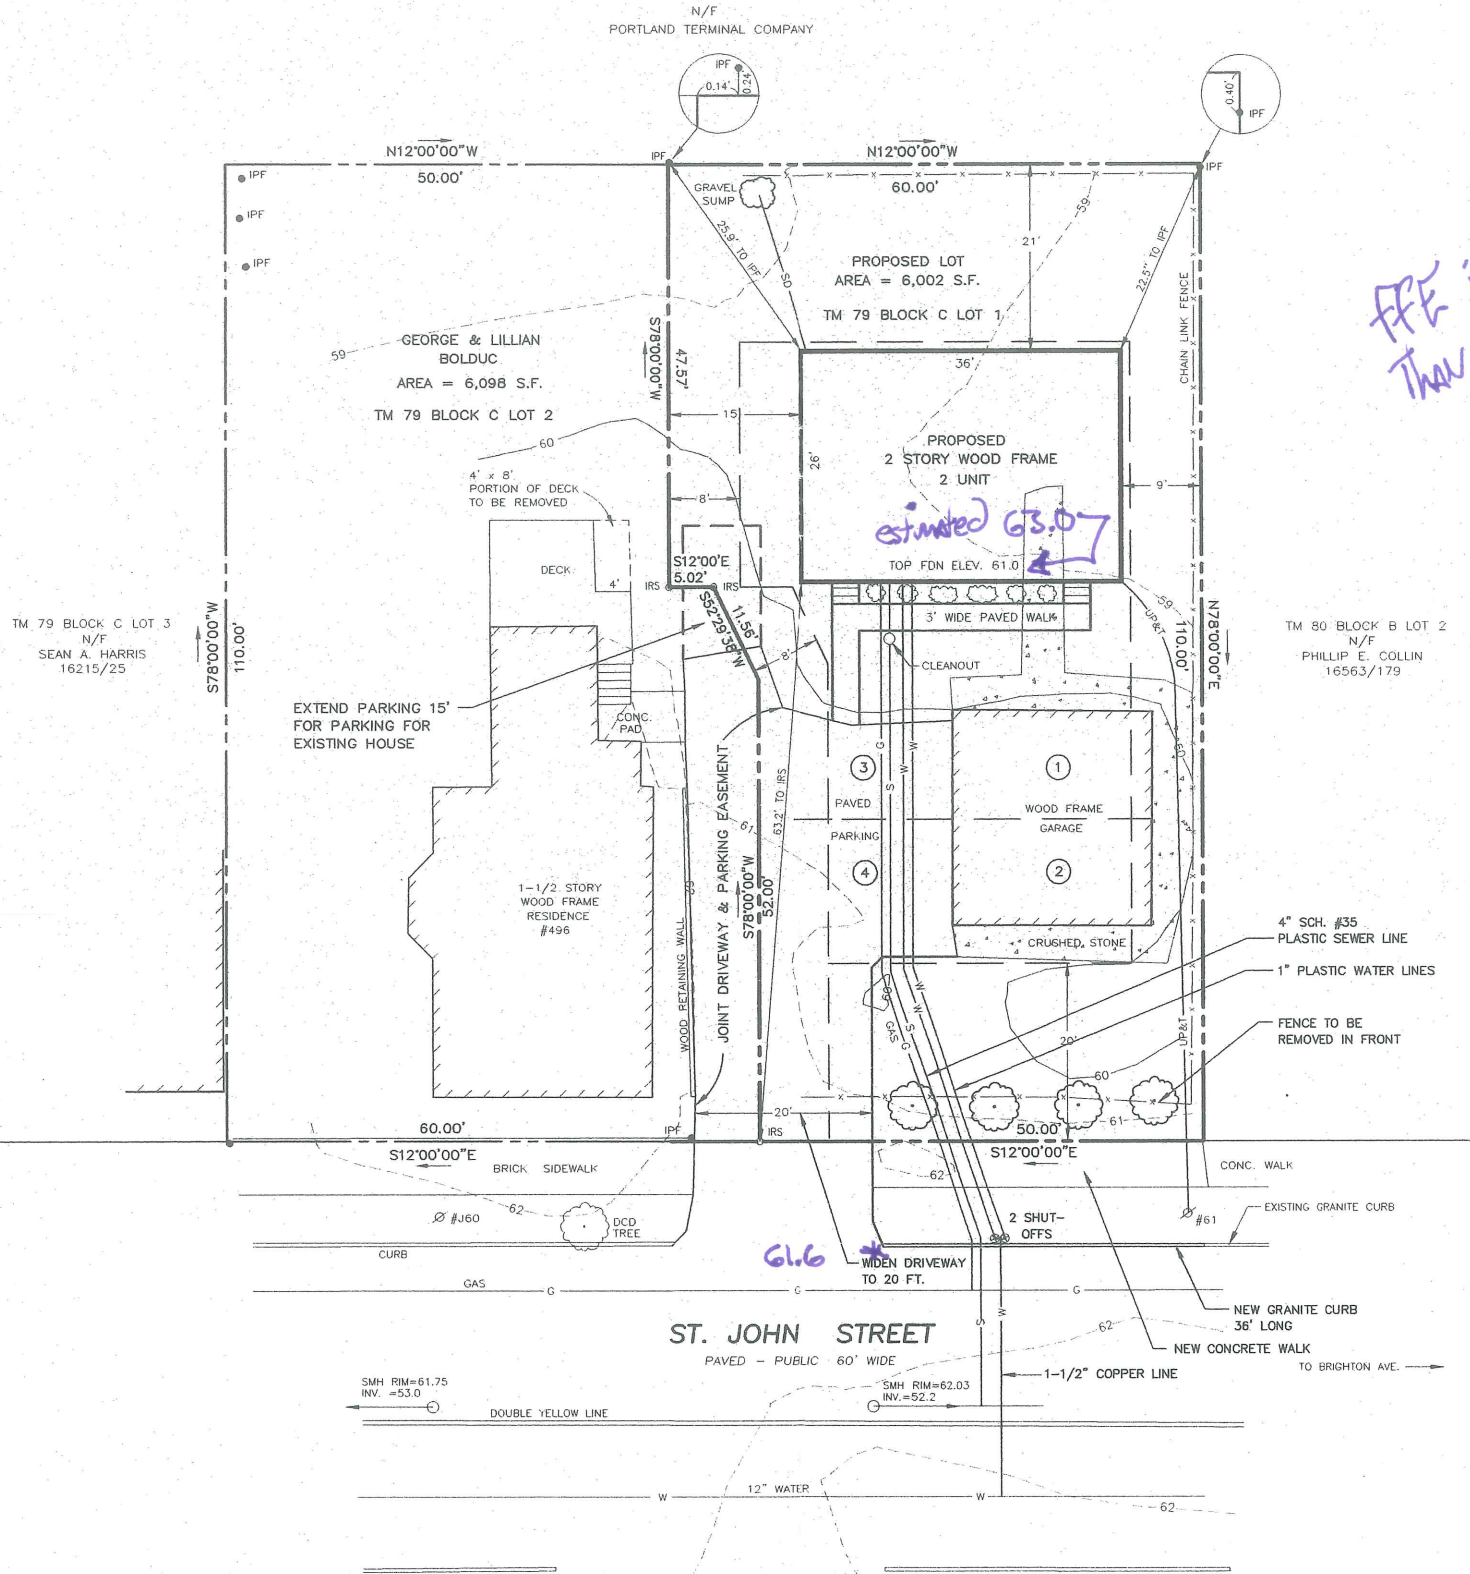 N/F
PORTLAND TERMINAL COMPANY
IPF
0.14'
0.24'
0.40'
IPF
N12°00'00"W
50.00'
IPF
N12°00'00"W
60.00'
IPF
IPF
IPF
IPF
GRAVEL
SUMP
25.9' TO IPF
SD
59
21'
22.5" TO IPF
CHAIN LINK FENCE
PROPOSED LOT
AREA = 6,002 S.F.
TM 79 BLOCK C LOT 1
FFE
Than
59
GEORGE & LILLIAN
BOLDUC
AREA = 6,098 S.F.
TM 79 BLOCK C LOT 2
S78°00'00"W
47.57'
36'
15
26'
PROPOSED
2 STORY WOOD FRAME
2 UNIT
9'
60
4' x 8'
PORTION OF DECK
TO BE REMOVED
8'
estimated 63.0
TOP FDN ELEV. 61.0
DECK
4'
S12°00'E
5.02'
IRS
IRS
S52°29'38"W
11.56'
3' WIDE PAVED WALK
59
UP&T
110.00'
N78°00'00"E
TM 79 BLOCK C LOT 3
N/F
SEAN A. HARRIS
16215/25
S78°00'00"W
110.00'
TM 80 BLOCK B LOT 2
N/F
PHILLIP E. COLLIN
16563/179
8'
CLEANOUT
EXTEND PARKING 15'
FOR PARKING FOR
EXISTING HOUSE
CONC.
PAD
JOINT DRIVEWAY & PARKING EASEMENT
63.2' TO IRS
G
S
W
W
60
3
PAVED
PARKING
4
1
WOOD FRAME
GARAGE
2
61
S78°00'00"W
52.00'
1-1/2 STORY
WOOD FRAME
RESIDENCE
#496
WOOD RETAINING WALL
CRUSHED STONE
4" SCH. #35
PLASTIC SEWER LINE
1" PLASTIC WATER LINES
60
GAS
S
G
W
W
20'
UP&T
FENCE TO BE
REMOVED IN FRONT
60
61
20'
60.00'
S12°00'00"E
IPF
IRS
50.00'
S12°00'00"E
BRICK SIDEWALK
62
CONC. WALK
62
#J60
DCD
TREE
2 SHUT-
OFFS
#61
EXISTING GRANITE CURB
CURB
61.6 *
WIDEN DRIVEWAY
TO 20 FT.
GAS
G
G
G
NEW GRANITE CURB
36' LONG
ST. JOHN STREET
PAVED - PUBLIC 60' WIDE
S
W
62
NEW CONCRETE WALK
TO BRIGHTON AVE.
1-1/2" COPPER LINE
SMH RIM=61.75
INV. =53.0
SMH RIM=62.03
INV.=52.2
DOUBLE YELLOW LINE
W
12" WATER
W
62